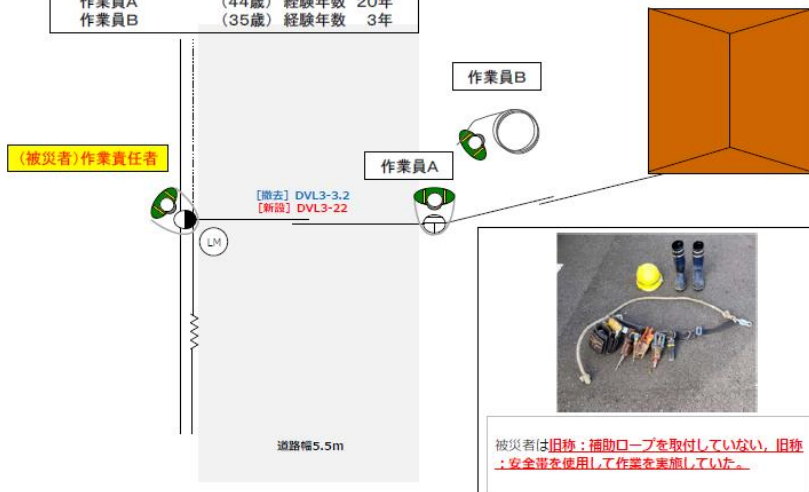 作業員A （44歳）経験年数 20年
作業員B （35歳）経験年数 3年
作業員B
(被災者)作業責任者
作業員A
[撤去] DVL3-3.2
[新設] DVL3-22
LM
道路幅5.5m
被災者は旧称：補助ロープを取付していない，旧称
：安全帯を使用して作業を実施していた。